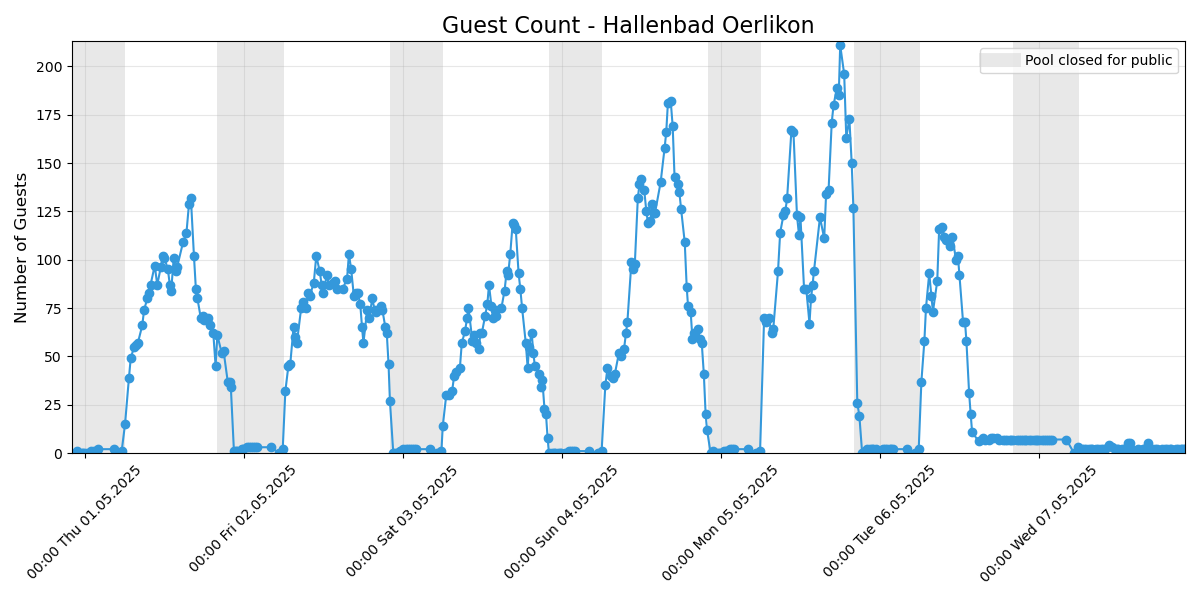 Guest Count - Hallenbad Oerlikon
Pool closed for public
Number of Guests
200
175
150
125
100
75
50
25
0
00:00 Thu 01.05.2025
00:00 Fri 02.05.2025
00:00 Sat 03.05.2025
00:00 Sun 04.05.2025
00:00 Mon 05.05.2025
00:00 Tue 06.05.2025
00:00 Wed 07.05.2025